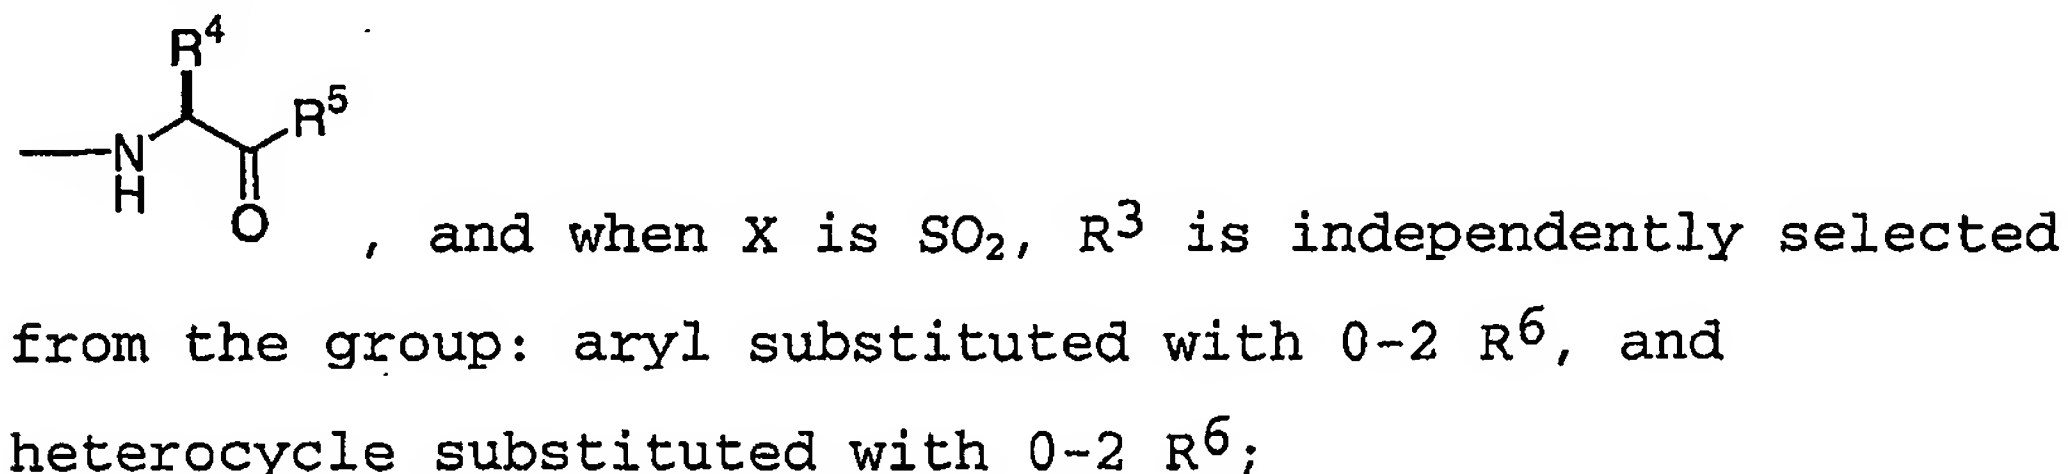 R⁴
R⁵
N
H
O
, and when X is SO₂, R³ is independently selected
from the group: aryl substituted with 0-2 R⁶, and
heterocycle substituted with 0-2 R⁶;